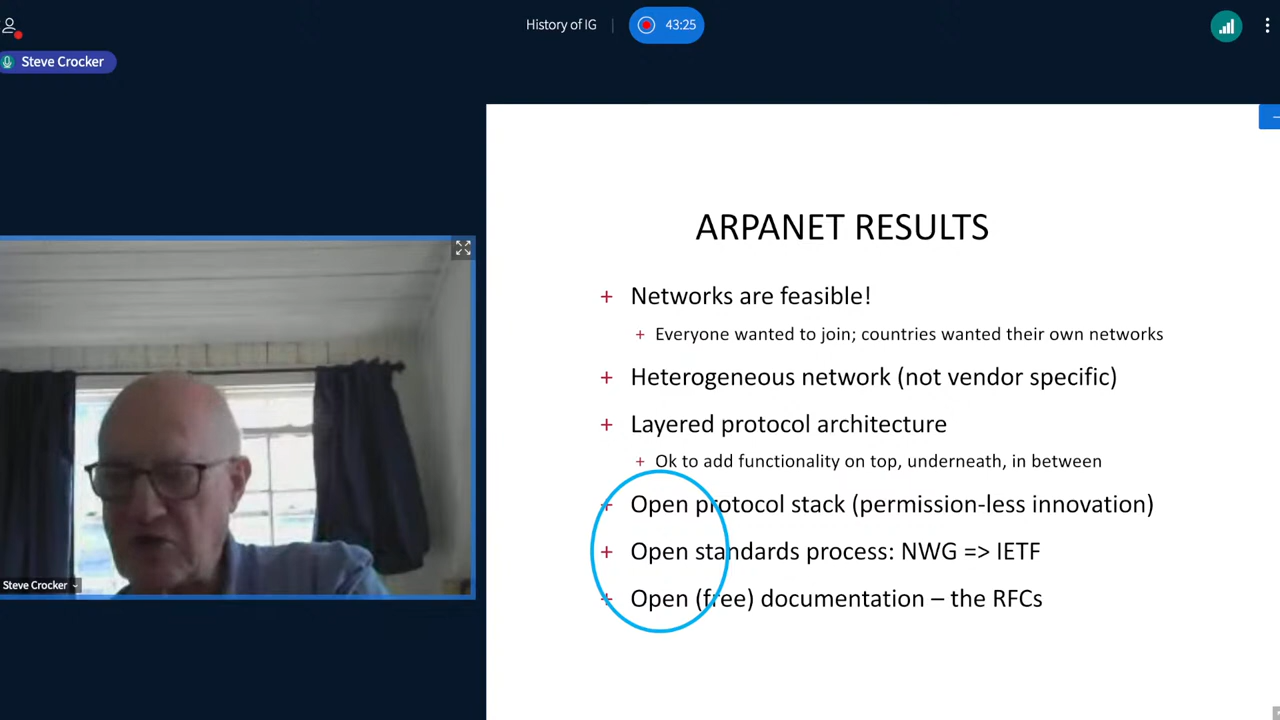 History of IG
43:25
Steve Crocker
ARPANET RESULTS
+ Networks are feasible!
+ Everyone wanted to join; countries wanted their own networks
+ Heterogeneous network (not vendor specific)
+ Layered protocol architecture
+ Ok to add functionality on top, underneath, in between
+ Open protocol stack (permission-less innovation)
+ Open standards process: NWG => IETF
+ Open (free) documentation – the RFCs
Steve Crocker